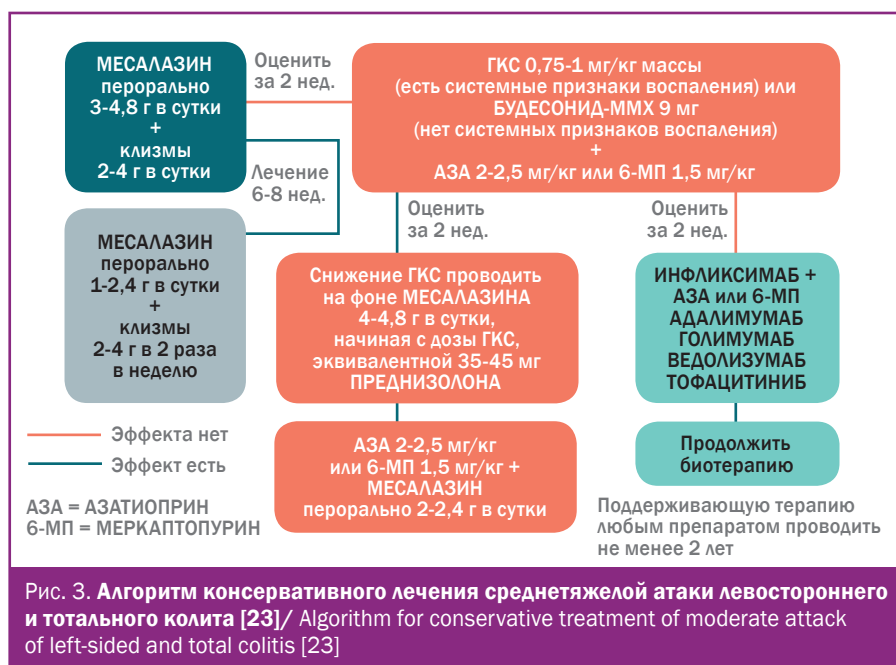 МЕСАЛАЗИН
перорально
3-4,8 г в сутки
+
клизмы
2-4 г в сутки
Оценить
за 2 нед.
ГКС 0,75-1 мг/кг массы
(есть системные признаки воспаления) или
БУДЕСОНИД-ММХ 9 мг
(нет системных признаков воспаления)
+
АЗА 2-2,5 мг/кг или 6-МП 1,5 мг/кг
Лечение
6-8 нед.
МЕСАЛАЗИН
перорально
1-2,4 г в сутки
+
клизмы
2-4 г в 2 раза
в неделю
Оценить
за 2 нед.
Оценить
за 2 нед.
Снижение ГКС проводить
на фоне МЕСАЛАЗИНА
4-4,8 г в сутки,
начиная с дозы ГКС,
эквивалентной 35-45 мг
ПРЕДНИЗОЛОНА
ИНФЛИКСИМАБ +
АЗА или 6-МП
АДАЛИМУМАБ
ГОЛИМУМАБ
ВЕДОЛИЗУМАБ
ТОФАЦИТИНИБ
АЗА 2-2,5 мг/кг
или 6-МП 1,5 мг/кг +
МЕСАЛАЗИН
перорально 2-2,4 г в сутки
Продолжить
биотерапию
Эффекта нет
Эффект есть
АЗА = АЗАТИОПРИН
6-МП = МЕРКАПТОПУРИН
Поддерживающую терапию
любым препаратом проводить
не менее 2 лет
Рис. 3. Алгоритм консервативного лечения среднетяжелой атаки левостороннего
и тотального колита [23]/ Algorithm for conservative treatment of moderate attack
of left-sided and total colitis [23]